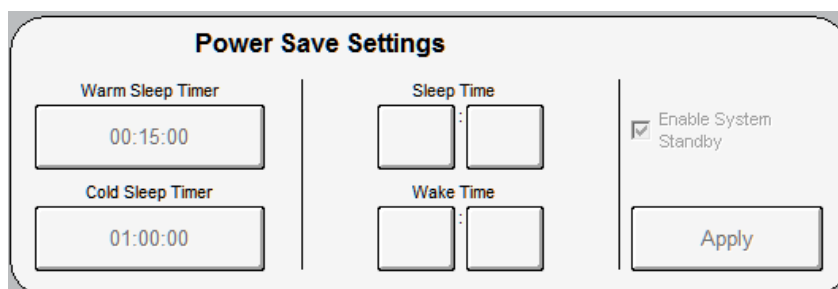 Power Save Settings
Warm Sleep Timer
00:15:00
Cold Sleep Timer
01:00:00
Sleep Time
:
Wake Time
:
Enable System
Standby
Apply